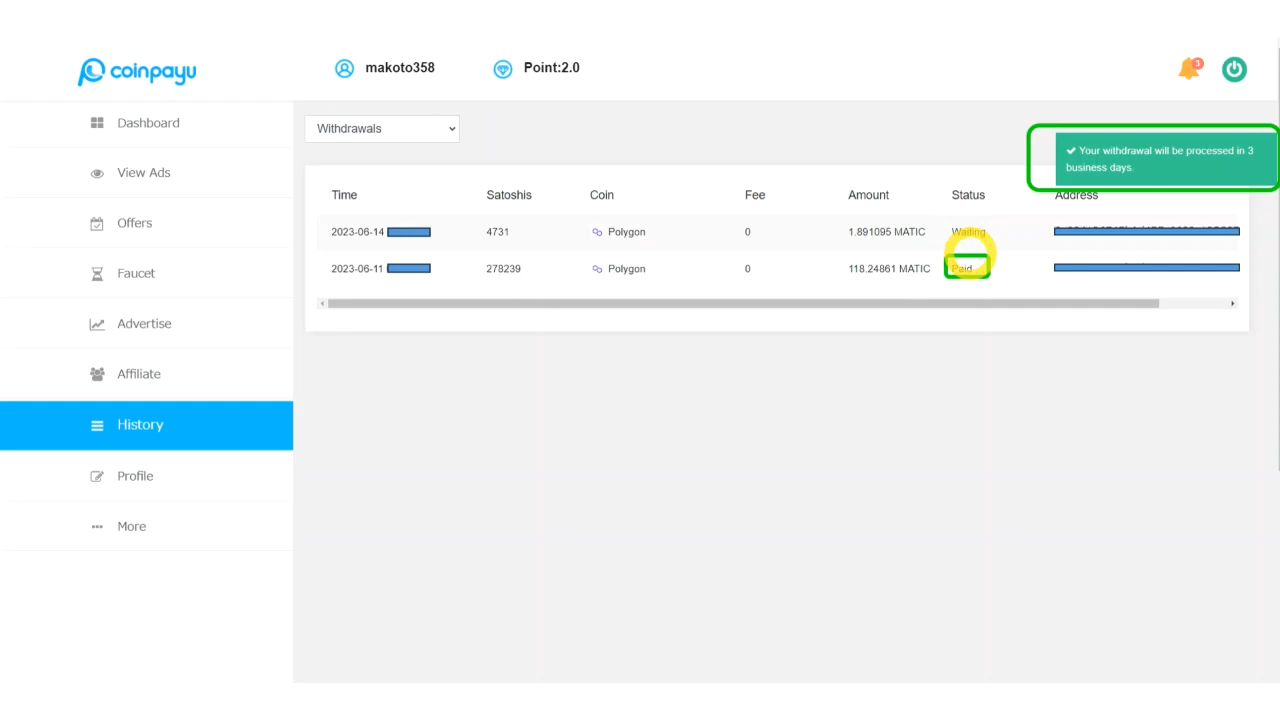 coinpayu
makoto358
Point:2.0
3
Dashboard
View Ads
Offers
Faucet
Advertise
Affiliate
History
Profile
More
Withdrawals
Your withdrawal will be processed in 3
business days.
Time Satoshis Coin Fee Amount Status Address
2023-06-14 4731 Polygon 0 1.891095 MATIC Waiting
2023-06-11 278239 Polygon 0 118.24861 MATIC Paid